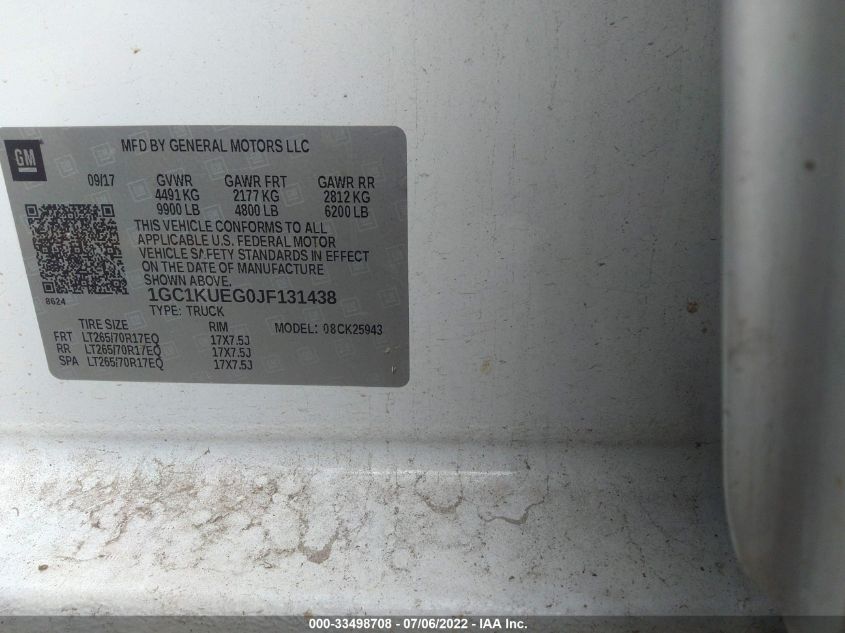 GM
MFD BY GENERAL MOTORS LLC
09/17 GVWR GAWR FRT GAWR RR
4491 KG 2177 KG 2812 KG
9900 LB 4800 LB 6200 LB
THIS VEHICLE CONFORMS TO ALL
APPLICABLE U.S. FEDERAL MOTOR
VEHICLE SAFETY STANDARDS IN EFFECT
ON THE DATE OF MANUFACTURE
SHOWN ABOVE.
8624
1GC1KUEG0JF131438
TYPE: TRUCK
TIRE SIZE RIM MODEL: 08CK25943
FRT LT265/70R17EQ 17X7.5J
RR LT265/70R17EQ 17X7.5J
SPA LT265/70R17EQ 17X7.5J
000-33498708 - 07/06/2022 - IAA Inc.